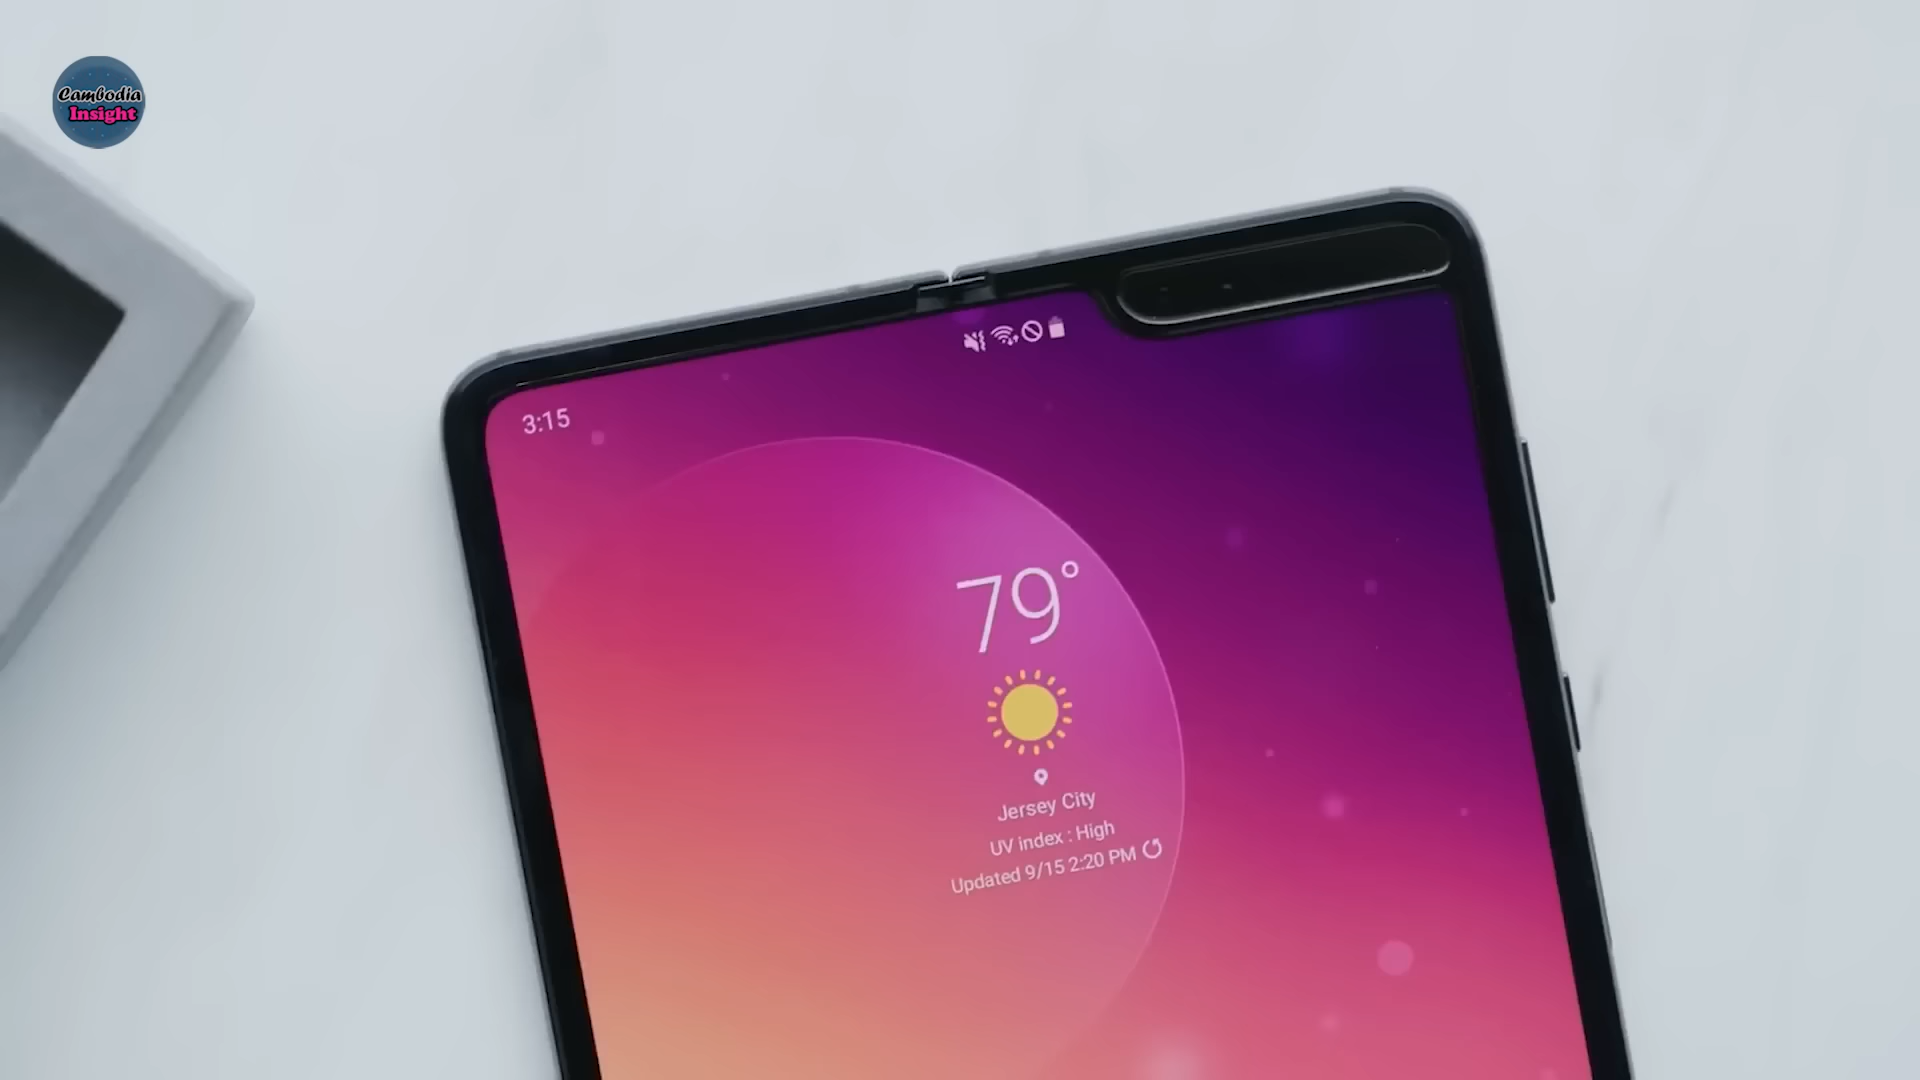 Cambodia
Insight
3:15
79°
Jersey City
UV index : High
Updated 9/15 2:20 PM